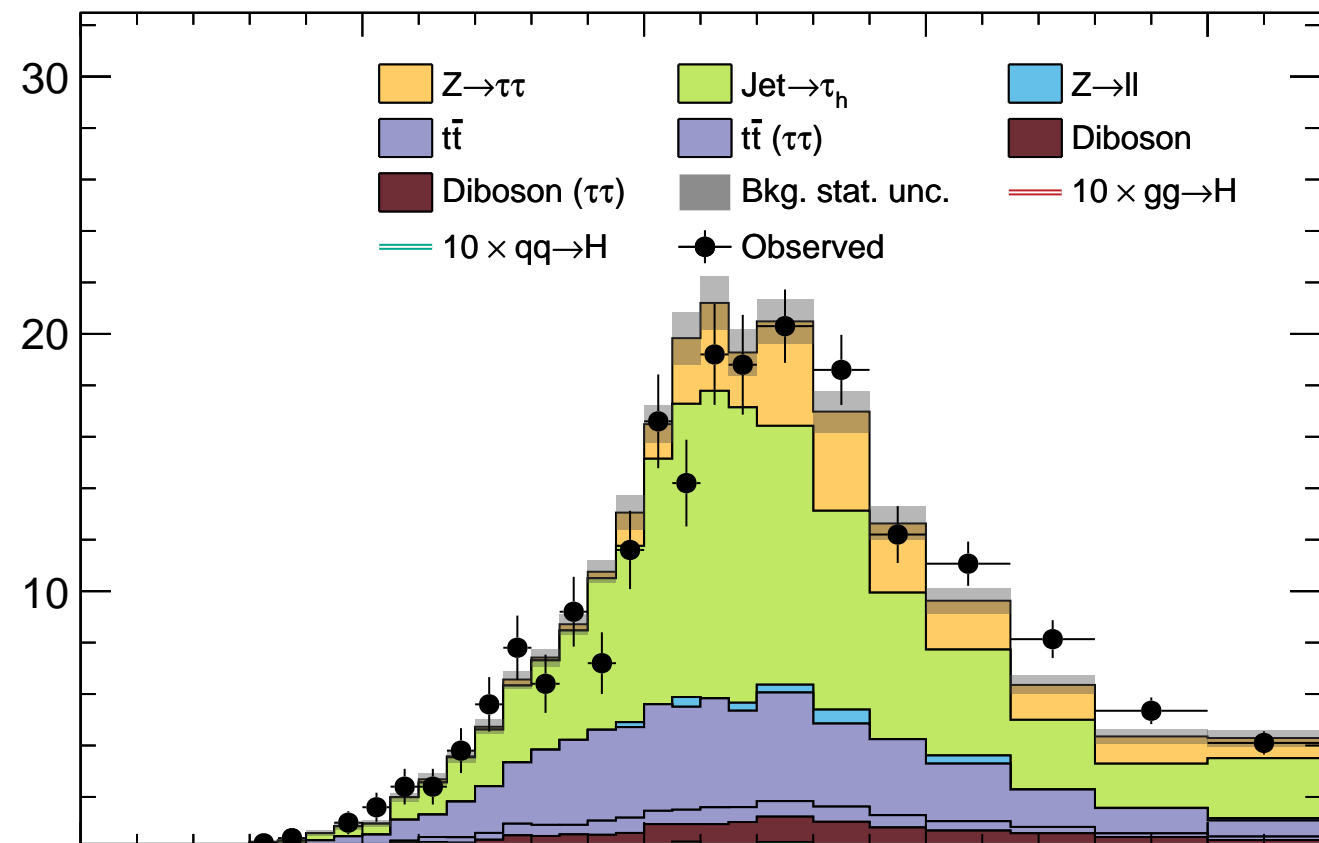 30
Z→ττ Jet→τh Z→ll
tt̄ tt̄ (ττ) Diboson
Diboson (ττ) Bkg. stat. unc. 10 × gg→H
10 × qq→H Observed
20
10